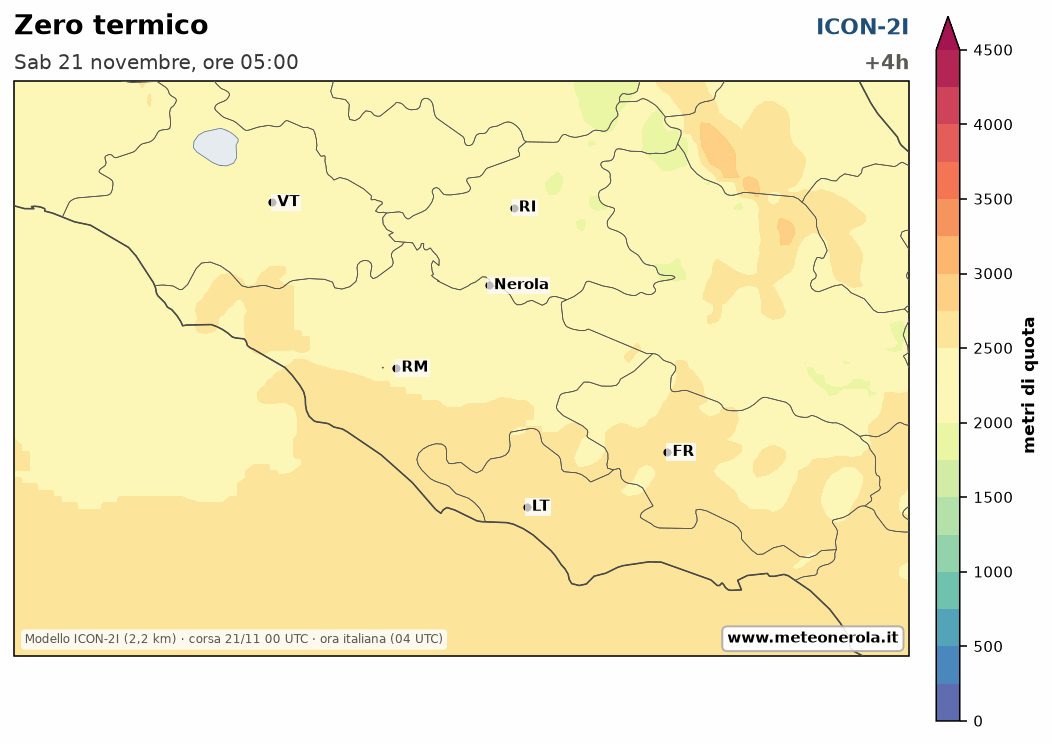 Zero termico
ICON-2I
Sab 21 novembre, ore 05:00
+4h
VT
RI
Nerola
RM
FR
LT
Modello ICON-2I (2,2 km) · corsa 21/11 00 UTC · ora italiana (04 UTC)
www.meteonerola.it
4500
4000
3500
3000
2500
2000
1500
1000
500
0
metri di quota